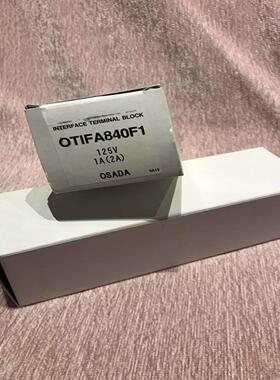 INTERFACE TERMINAL BLOCK
OTIFA840F1
125V
1A(2A)
OSADA